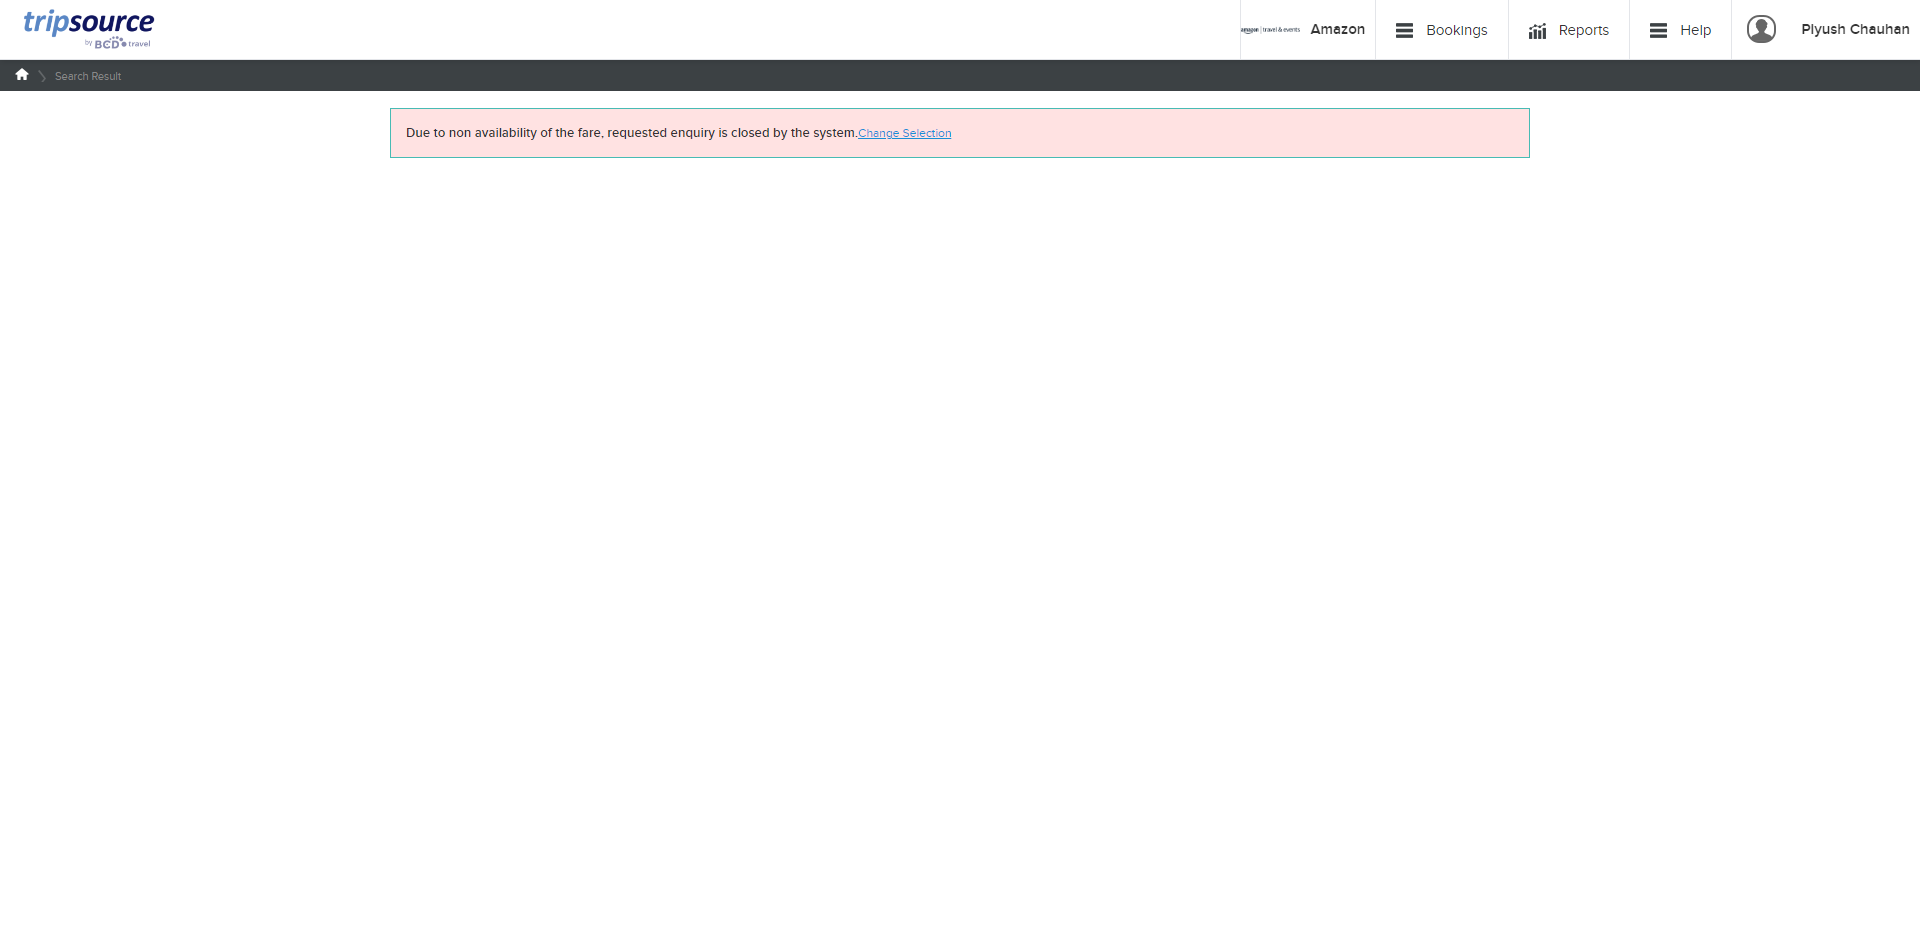 tripsource
by BCD travel
amazon | travel & events
Amazon
Bookings
Reports
Help
Piyush Chauhan
Search Result
Due to non availability of the fare, requested enquiry is closed by the system.Change Selection